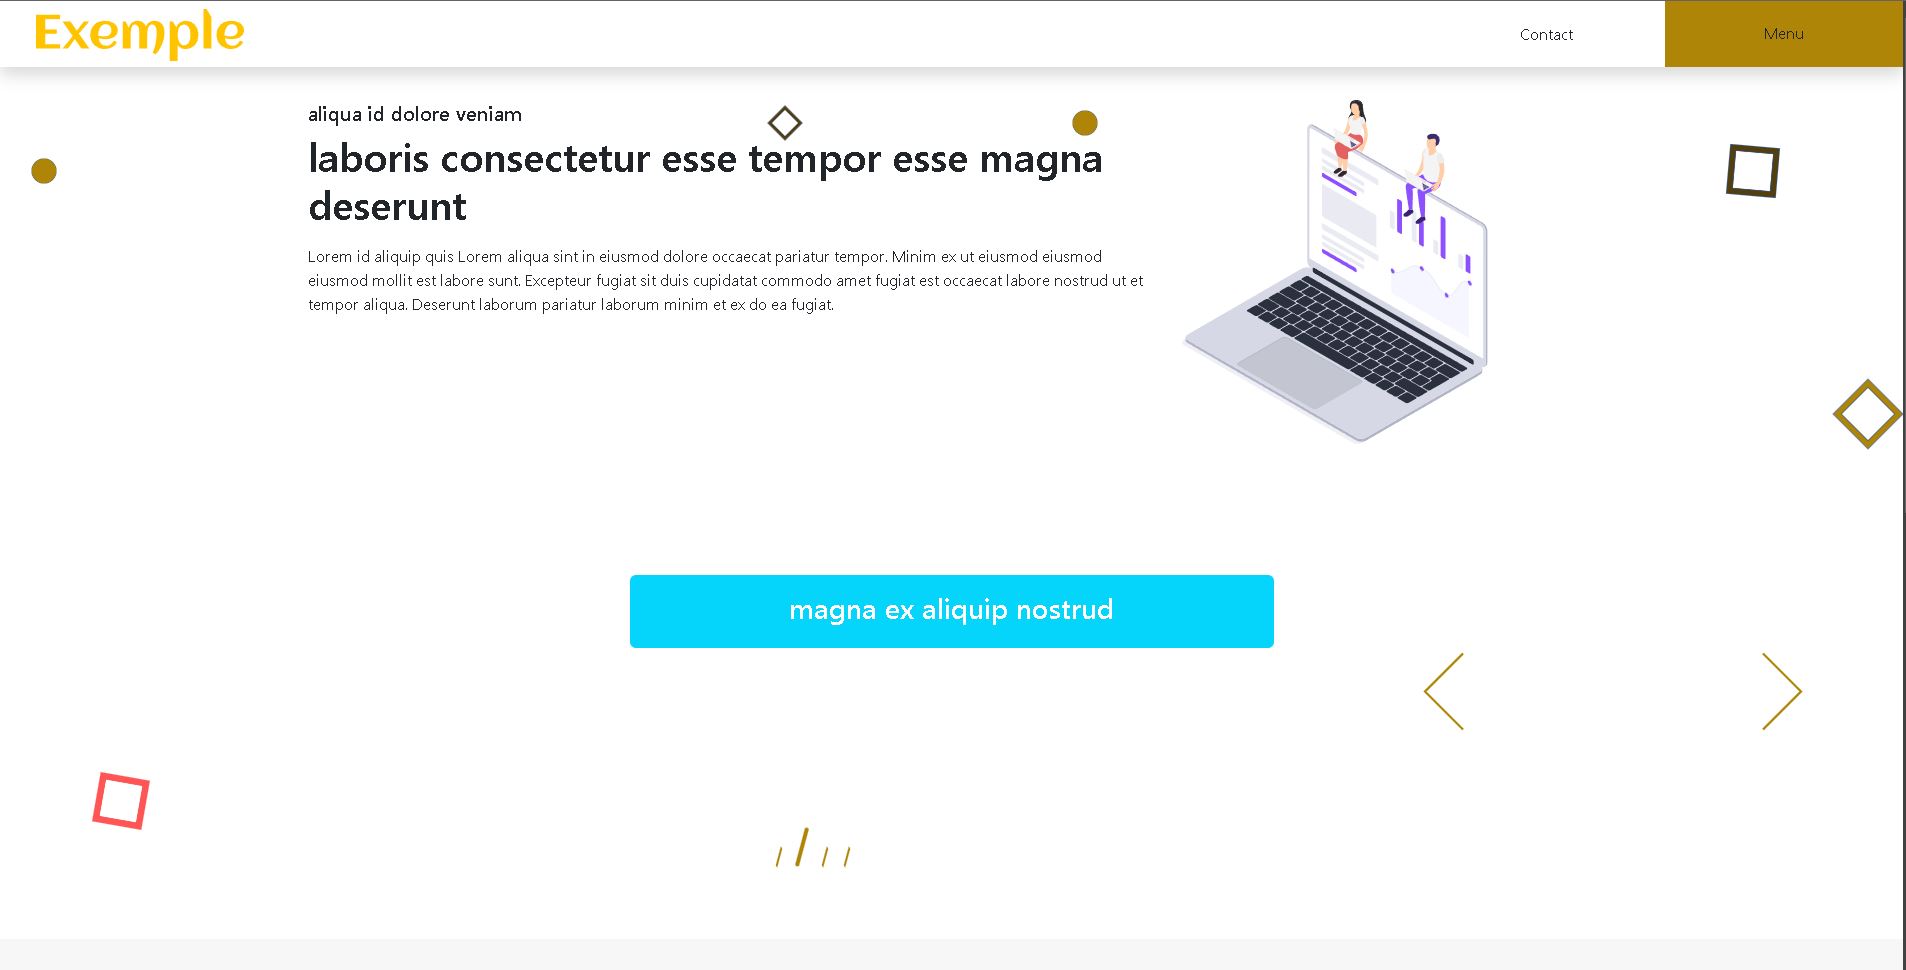 Exemple
Contact
Menu
aliqua id dolore veniam
laboris consectetur esse tempor esse magna
deserunt
Lorem id aliquip quis Lorem aliqua sint in eiusmod dolore occaecat pariatur tempor. Minim ex ut eiusmod eiusmod
eiusmod mollit est labore sunt. Excepteur fugiat sit duis cupidatat commodo amet fugiat est occaecat labore nostrud ut et
tempor aliqua. Deserunt laborum pariatur laborum minim et ex do ea fugiat.
magna ex aliquip nostrud